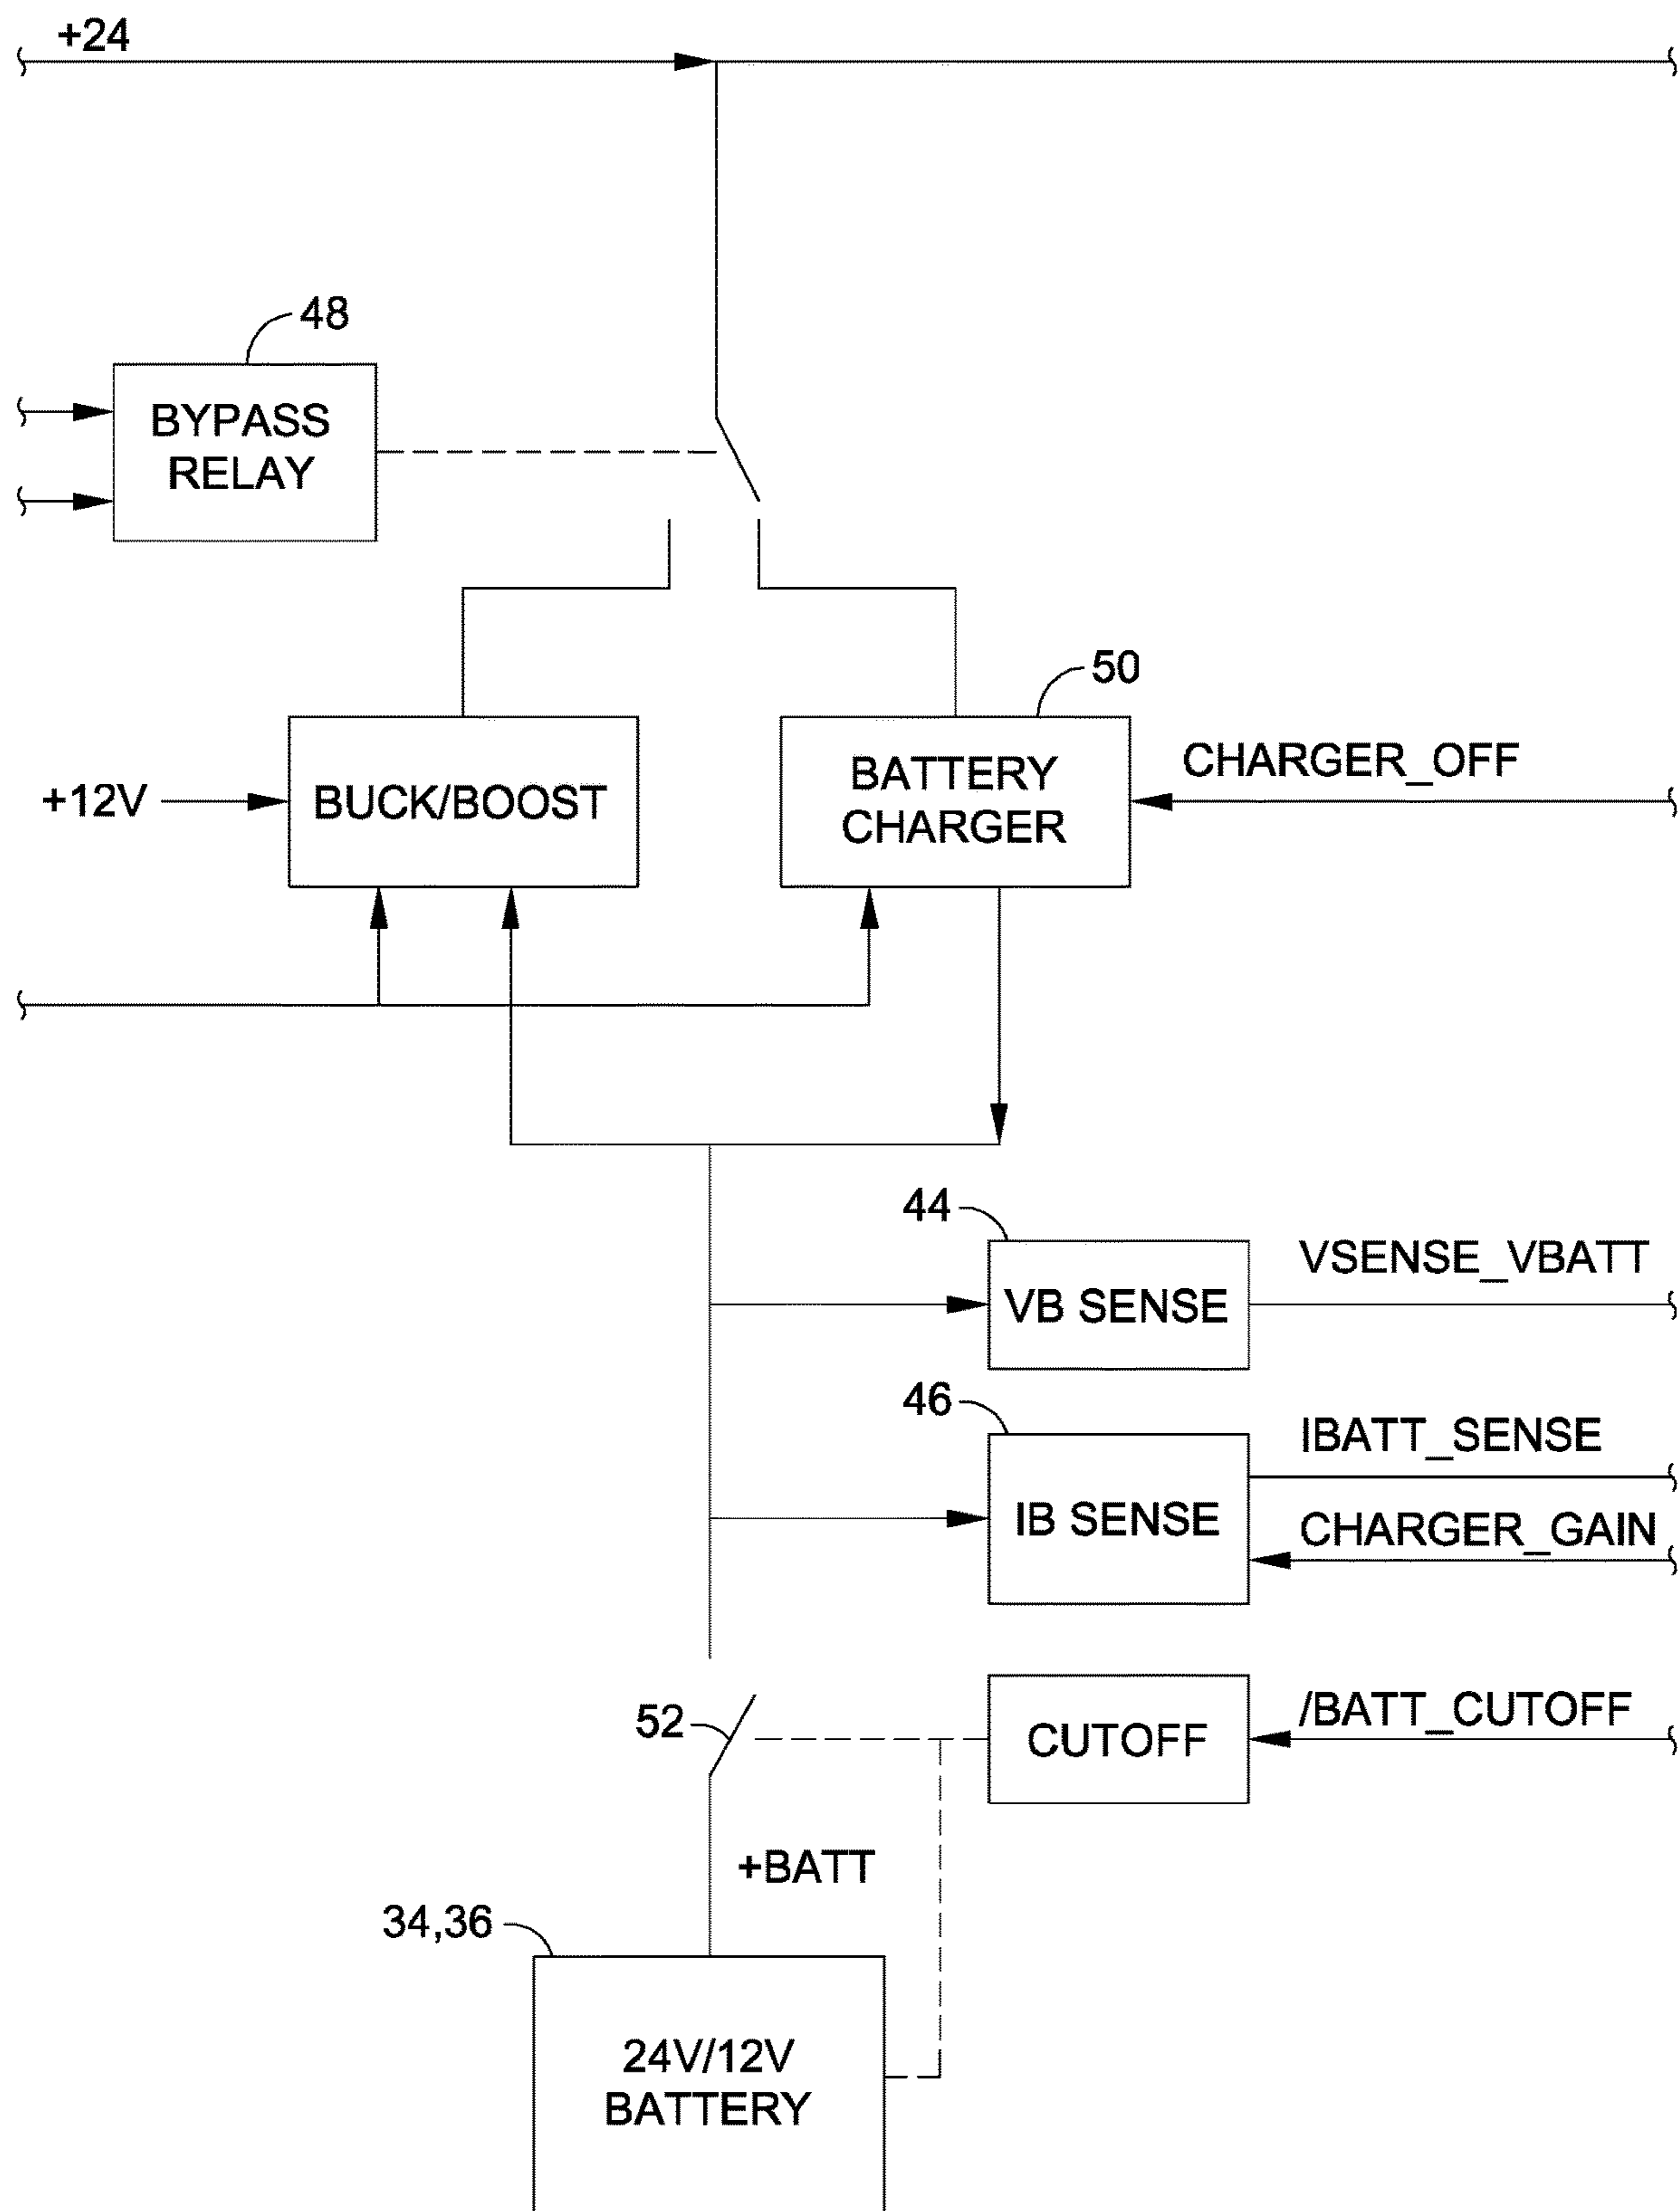 +24
48
BYPASS
RELAY
50
+12V
BUCK/BOOST
BATTERY
CHARGER
CHARGER_OFF
44
VB SENSE
VSENSE_VBATT
46
IB SENSE
IBATT_SENSE
CHARGER_GAIN
52
CUTOFF
/BATT_CUTOFF
+BATT
34,36
24V/12V
BATTERY